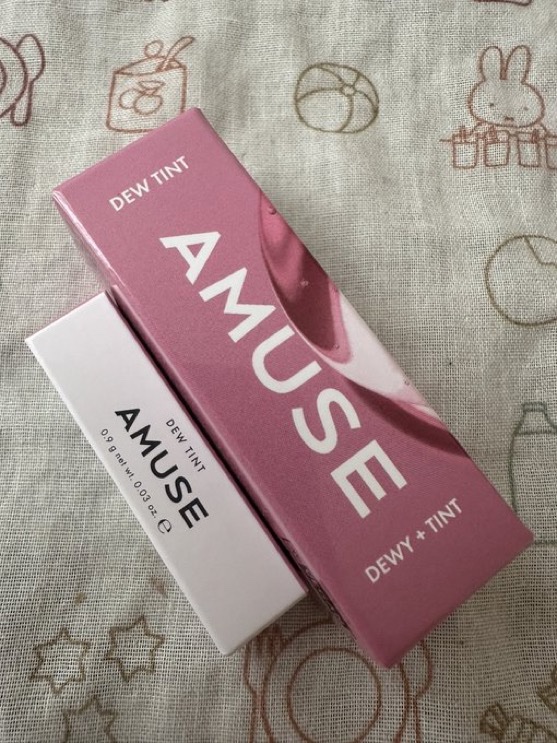 DEW TINT
AMUSE
DEWY + TINT
DEW TINT
AMUSE
0.9 g net wt. 0.03 oz. ℮